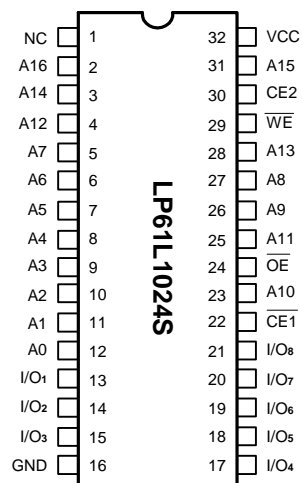 NC 1 32 VCC
A16 2 31 A15
A14 3 30 CE2
A12 4 29 W̅E̅
A7 5 28 A13
A6 6 27 A8
A5 7 26 A9
A4 8 25 A11
A3 9 24 O̅E̅
A2 10 23 A10
A1 11 22 C̅E̅1̅
A0 12 21 I/O₈
I/O₁ 13 20 I/O₇
I/O₂ 14 19 I/O₆
I/O₃ 15 18 I/O₅
GND 16 17 I/O₄
LP61L1024S